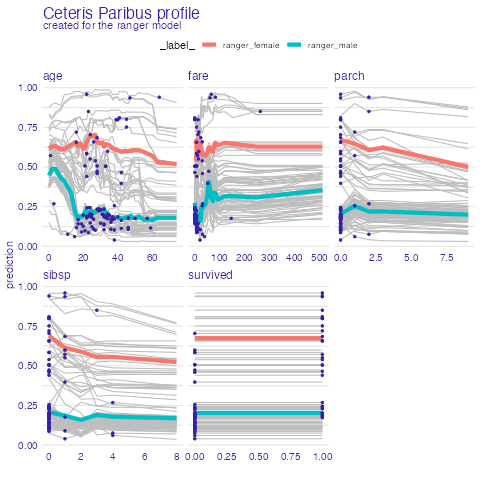 Ceteris Paribus profile
created for the ranger model
_label_ ranger_female ranger_male
age fare parch
1.00
0.75
0.50
0.25
0.00
0 20 40 60 0 100 200 300 400 500 0.0 2.5 5.0 7.5
prediction
sibsp survived
1.00
0.75
0.50
0.25
0.00
0 2 4 6 8 0.00 0.25 0.50 0.75 1.00